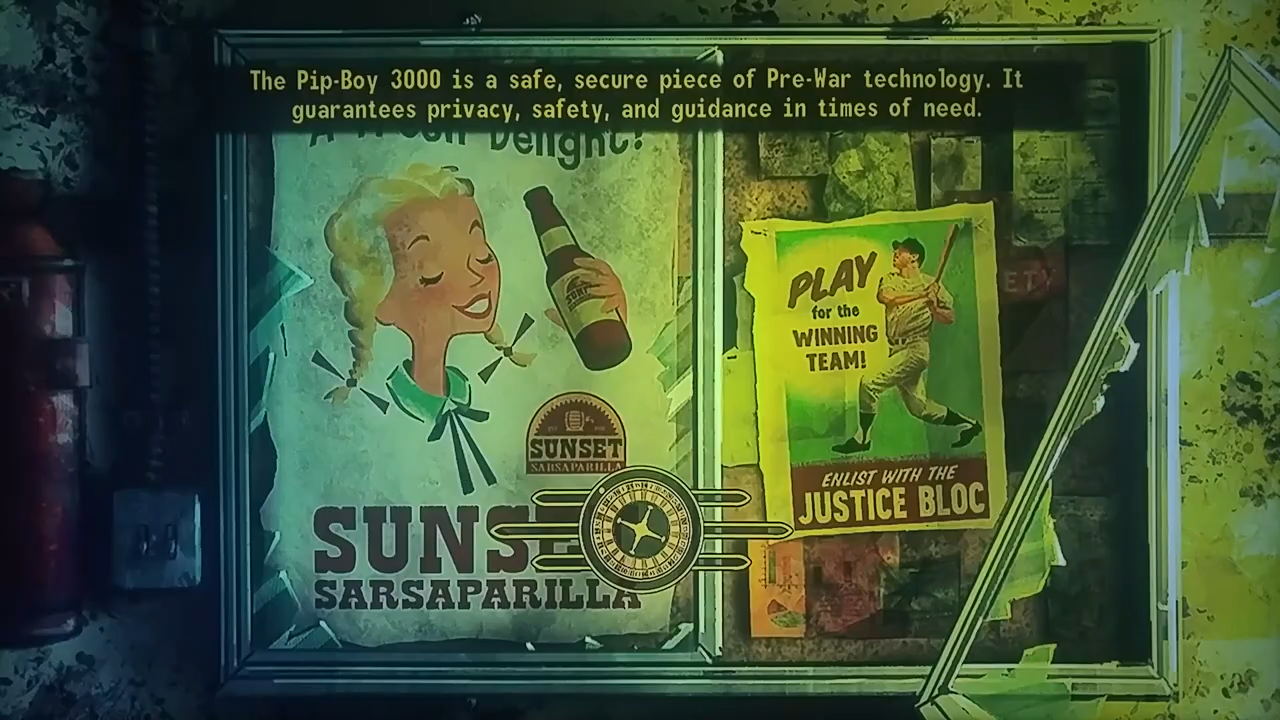 The Pip-Boy 3000 is a safe, secure piece of Pre-War technology. It
guarantees privacy, safety, and guidance in times of need.
Delight!
PLAY
for the
WINNING
TEAM!
SUNSET
SARSAPARILLA
ENLIST WITH THE
JUSTICE BLOC
SARSAPARILLA